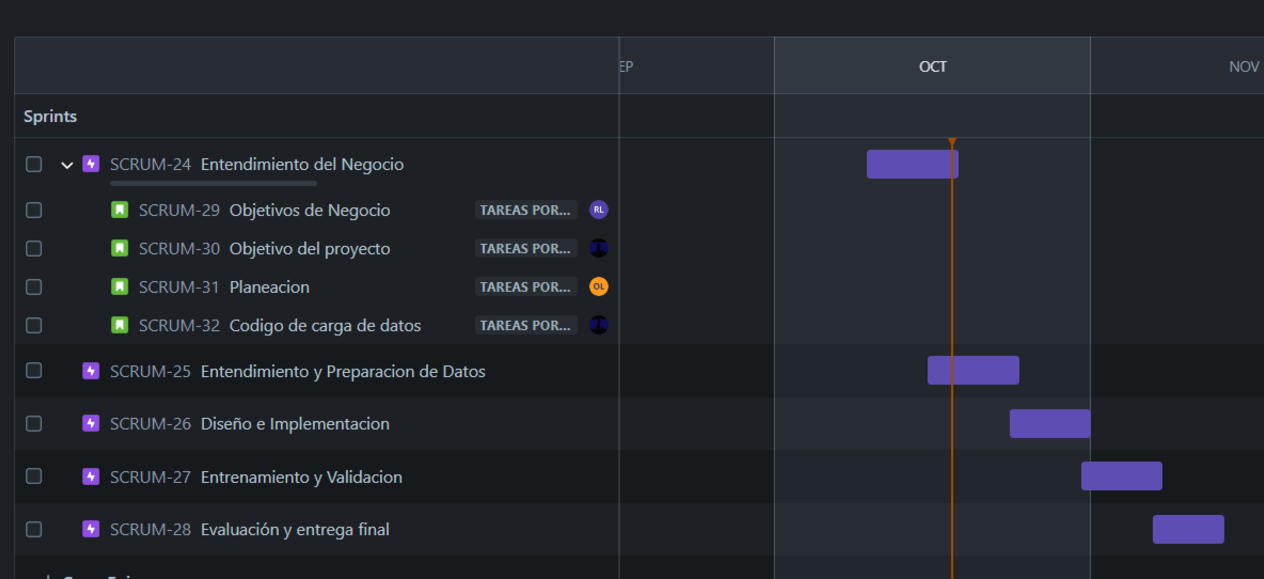 EP OCT NOV
Sprints
SCRUM-24 Entendimiento del Negocio
SCRUM-29 Objetivos de Negocio TAREAS POR... RL
SCRUM-30 Objetivo del proyecto TAREAS POR...
SCRUM-31 Planeacion TAREAS POR... OL
SCRUM-32 Codigo de carga de datos TAREAS POR...
SCRUM-25 Entendimiento y Preparacion de Datos
SCRUM-26 Diseño e Implementacion
SCRUM-27 Entrenamiento y Validacion
SCRUM-28 Evaluación y entrega final